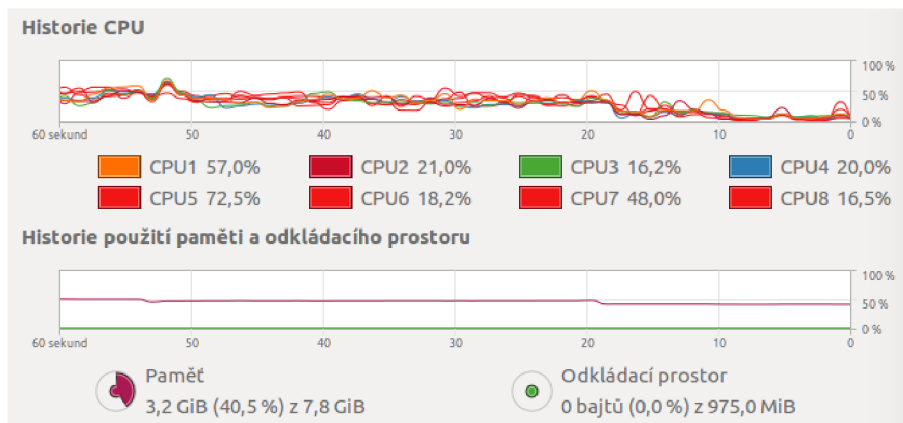 Historie CPU
100 %
50 %
0 %
60 sekund 50 40 30 20 10 0
CPU1 57,0% CPU2 21,0% CPU3 16,2% CPU4 20,0%
CPU5 72,5% CPU6 18,2% CPU7 48,0% CPU8 16,5%
Historie použití paměti a odkládacího prostoru
100 %
50 %
0 %
60 sekund 50 40 30 20 10 0
Paměť Odkládací prostor
3,2 GiB (40,5 %) z 7,8 GiB 0 bajtů (0,0 %) z 975,0 MiB